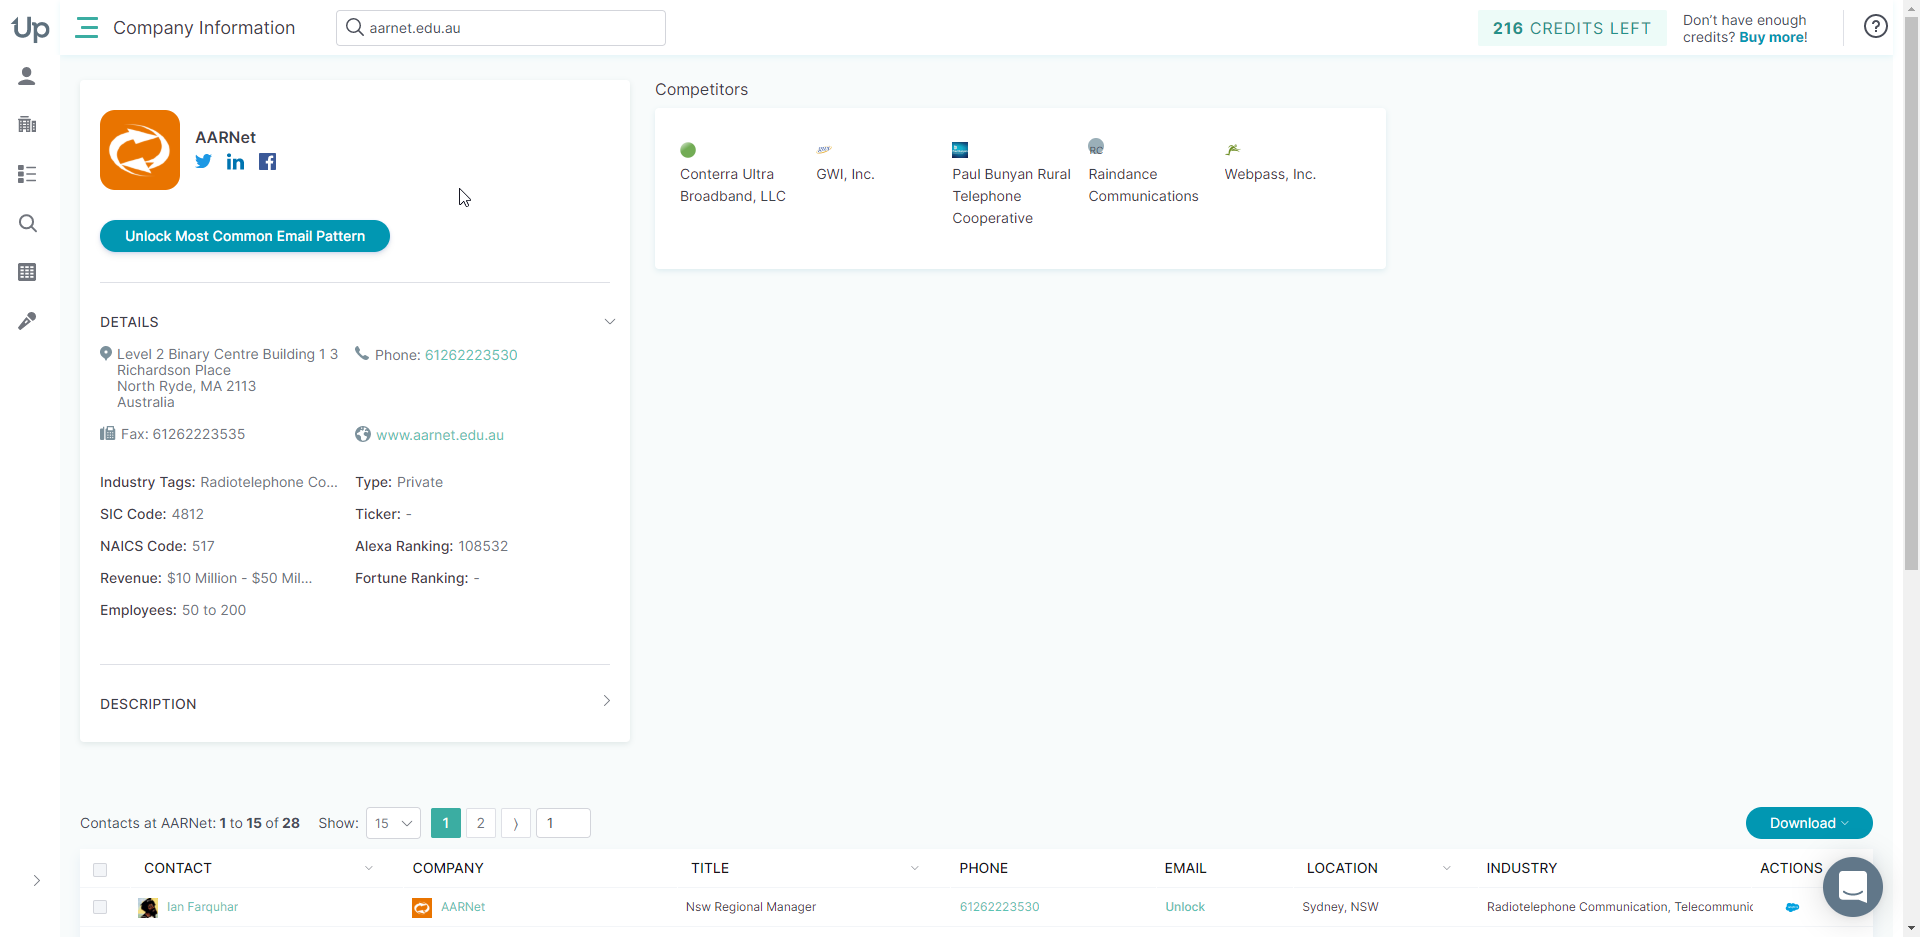 Up
Company Information
aarnet.edu.au
216 CREDITS LEFT
Don't have enough
credits? Buy more!
AARNet
Unlock Most Common Email Pattern
DETAILS
Level 2 Binary Centre Building 1 3
Richardson Place
North Ryde, MA 2113
Australia
Phone: 61262223530
Fax: 61262223535
www.aarnet.edu.au
Industry Tags: Radiotelephone Co...
Type: Private
SIC Code: 4812
Ticker: -
NAICS Code: 517
Alexa Ranking: 108532
Revenue: $10 Million - $50 Mil...
Fortune Ranking: -
Employees: 50 to 200
DESCRIPTION
Competitors
Conterra Ultra
Broadband, LLC
GWI, Inc.
Paul Bunyan Rural
Telephone
Cooperative
RC
Raindance
Communications
Webpass, Inc.
Contacts at AARNet: 1 to 15 of 28
Show: 15
1
2
1
Download
CONTACT
COMPANY
TITLE
PHONE
EMAIL
LOCATION
INDUSTRY
ACTIONS
Ian Farquhar
AARNet
Nsw Regional Manager
61262223530
Unlock
Sydney, NSW
Radiotelephone Communication, Telecommunic